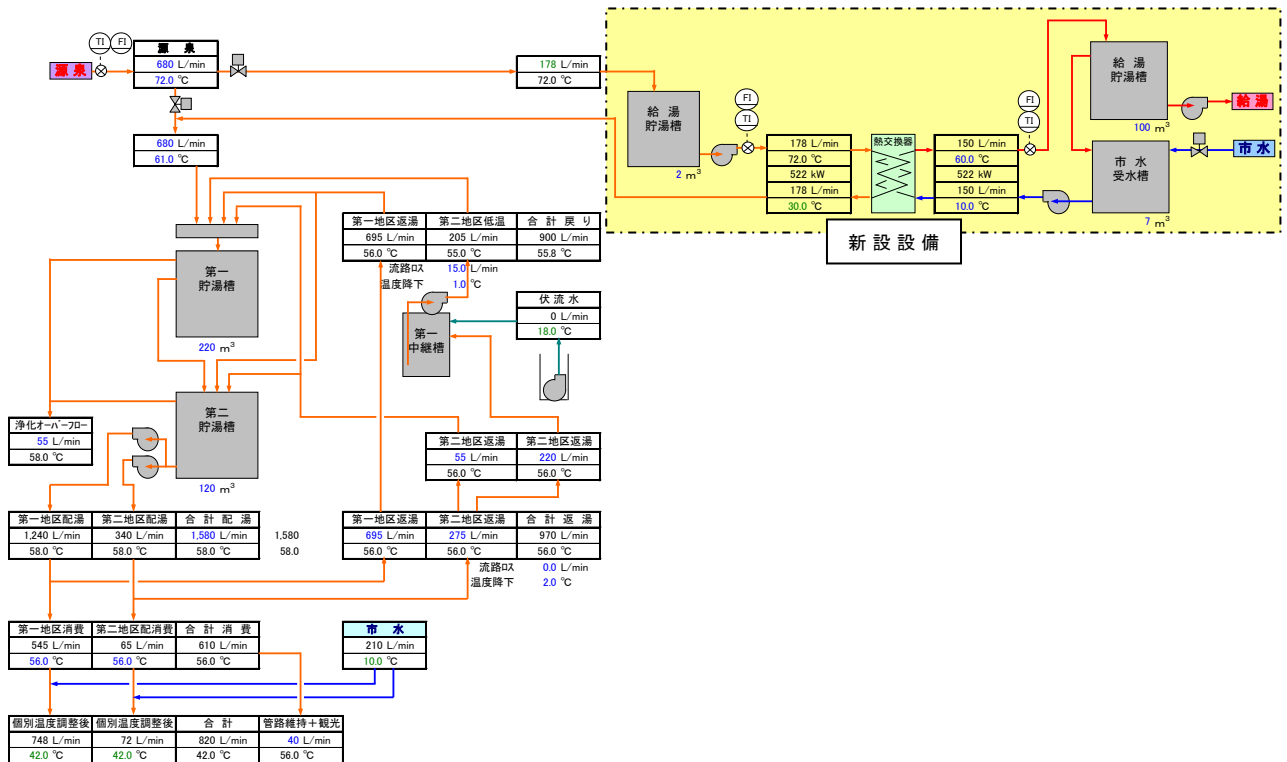 TI FI
源泉
源 泉
680 L/min
72.0 ℃
178 L/min
72.0 ℃
680 L/min
61.0 ℃
給 湯
貯湯槽
2 m³
FI
TI
178 L/min
72.0 ℃
522 kW
178 L/min
30.0 ℃
熱交換器
150 L/min
60.0 ℃
522 kW
150 L/min
10.0 ℃
FI
TI
給 湯
貯湯槽
100 m³
給湯
市水
市 水
受水槽
7 m³
新設設備
第一地区返湯 第二地区低温 合計戻り
695 L/min 205 L/min 900 L/min
56.0 ℃ 55.0 ℃ 55.8 ℃
流路ロス 15.0 L/min
温度降下 1.0 ℃
第一
貯湯槽
220 m³
第一
中継槽
伏流水
0 L/min
18.0 ℃
第二
貯湯槽
120 m³
浄化オーバーフロー
55 L/min
58.0 ℃
第二地区返湯 第二地区返湯
55 L/min 220 L/min
56.0 ℃ 56.0 ℃
第一地区配湯 第二地区配湯 合計配湯
1,240 L/min 340 L/min 1,580 L/min 1,580
58.0 ℃ 58.0 ℃ 58.0 ℃ 58.0
第一地区返湯 第二地区返湯 合計返湯
695 L/min 275 L/min 970 L/min
56.0 ℃ 56.0 ℃ 56.0 ℃
流路ロス 0.0 L/min
温度降下 2.0 ℃
第一地区消費 第二地区配消費 合計消費
545 L/min 65 L/min 610 L/min
56.0 ℃ 56.0 ℃ 56.0 ℃
市 水
210 L/min
10.0 ℃
個別温度調整後 個別温度調整後 合 計 管路維持＋観光
748 L/min 72 L/min 820 L/min 40 L/min
42.0 ℃ 42.0 ℃ 42.0 ℃ 56.0 ℃